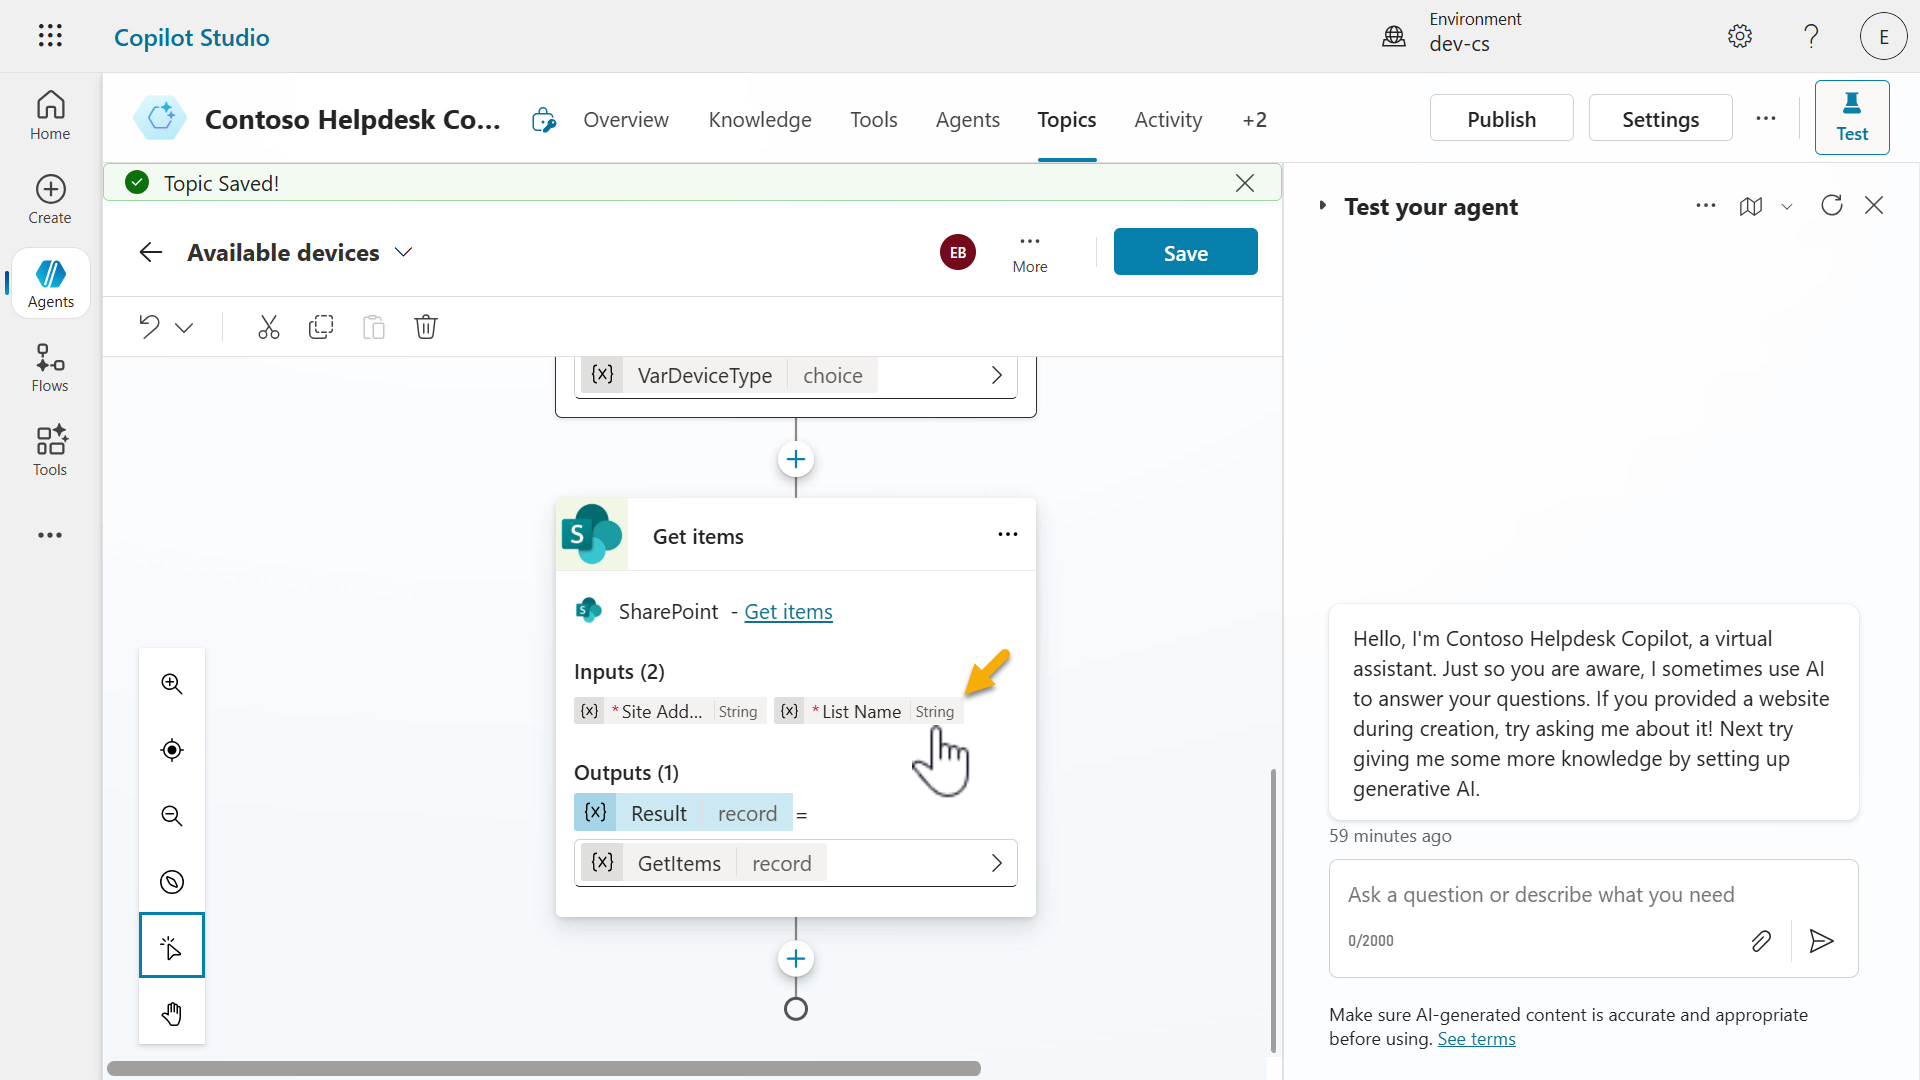 Copilot Studio
Environment
dev-cs
E
Home
Create
Agents
Flows
Tools
Contoso Helpdesk Co...
Overview
Knowledge
Tools
Agents
Topics
Activity
+2
Publish
Settings
Test
Topic Saved!
Available devices
EB
More
Save
{x} VarDeviceType choice
S
Get items
S SharePoint - Get items
Inputs (2)
{x} *Site Add... String {x} *List Name String
Outputs (1)
{x} Result record =
{x} GetItems record
Test your agent
Hello, I'm Contoso Helpdesk Copilot, a virtual
assistant. Just so you are aware, I sometimes use AI
to answer your questions. If you provided a website
during creation, try asking me about it! Next try
giving me some more knowledge by setting up
generative AI.
59 minutes ago
Ask a question or describe what you need
0/2000
Make sure AI-generated content is accurate and appropriate
before using. See terms